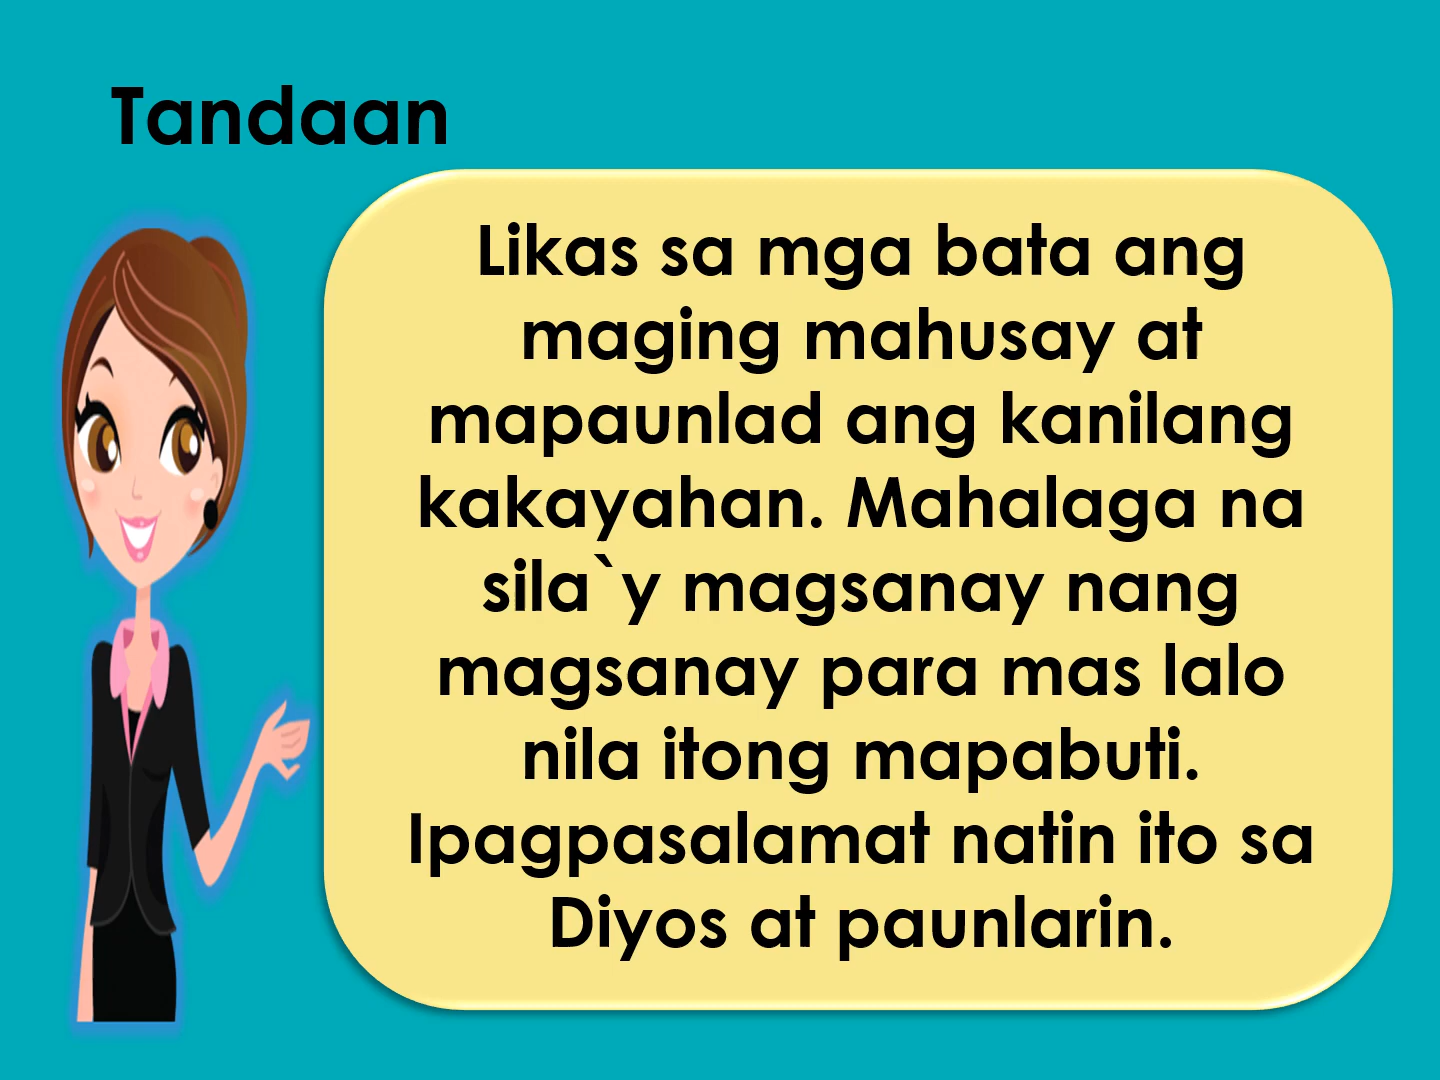 Tandaan
Likas sa mga bata ang
maging mahusay at
mapaunlad ang kanilang
kakayahan. Mahalaga na
sila`y magsanay nang
magsanay para mas lalo
nila itong mapabuti.
Ipagpasalamat natin ito sa
Diyos at paunlarin.